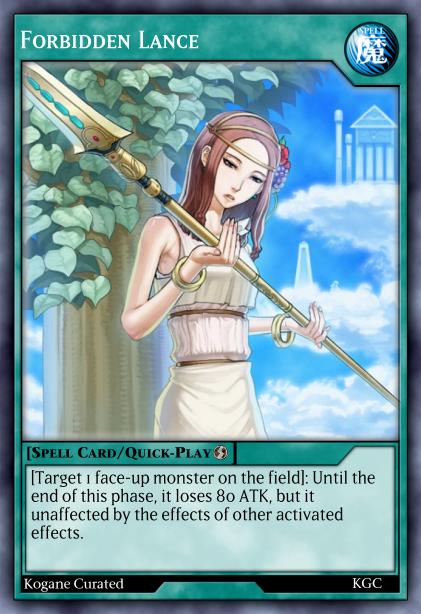 Forbidden Lance
SPELL
魔
[Spell Card/Quick-Play
[Target 1 face-up monster on the field]: Until the
end of this phase, it loses 80 ATK, but it
unaffected by the effects of other activated
effects.
Kogane Curated KGC